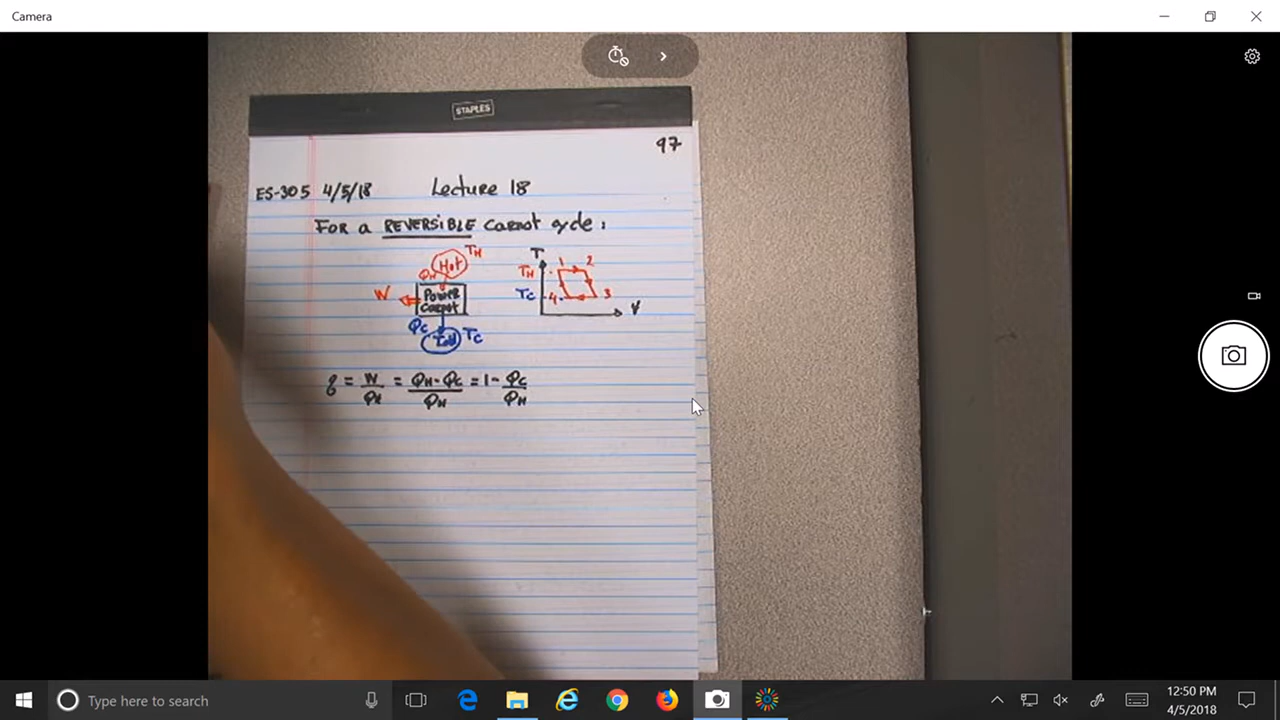 Camera
STAPLES
97
ES-305 4/5/18 Lecture 18
FOR a REVERSIBLE Carnot cycle:
Hot TH
QH
W
Power
Carnot
QC
TC
T
TH 1 2
TC 4 3
V
= W/QH = QH-QC/QH = 1 - QC/QH
Type here to search
12:50 PM
4/5/2018